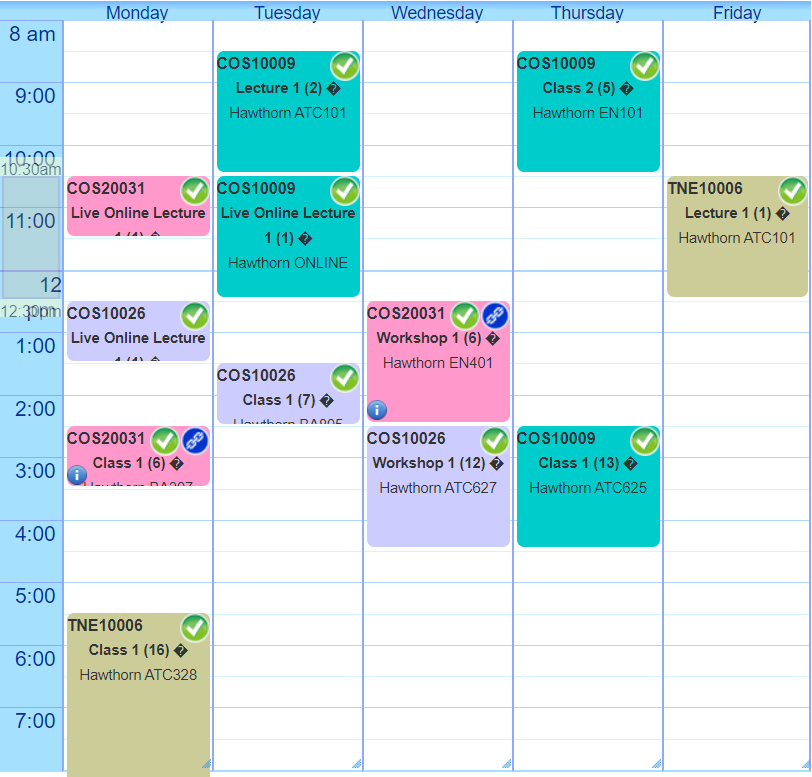 Monday Tuesday Wednesday Thursday Friday
8 am
9:00
10:00
10:30am
11:00
12
pm
12:30pm
1:00
2:00
3:00
4:00
5:00
6:00
7:00
COS20031
Live Online Lecture
1 (1) �
COS10026
Live Online Lecture
1 (1) �
COS20031
Class 1 (6) �
Hawthorn
TNE10006
Class 1 (16) �
Hawthorn ATC328
COS10009
Lecture 1 (2) �
Hawthorn ATC101
COS10009
Live Online Lecture
1 (1) �
Hawthorn ONLINE
COS10026
Class 1 (7) �
Hawthorn
COS20031
Workshop 1 (6) �
Hawthorn EN401
COS10026
Workshop 1 (12) �
Hawthorn ATC627
COS10009
Class 2 (5) �
Hawthorn EN101
COS10009
Class 1 (13) �
Hawthorn ATC625
TNE10006
Lecture 1 (1) �
Hawthorn ATC101